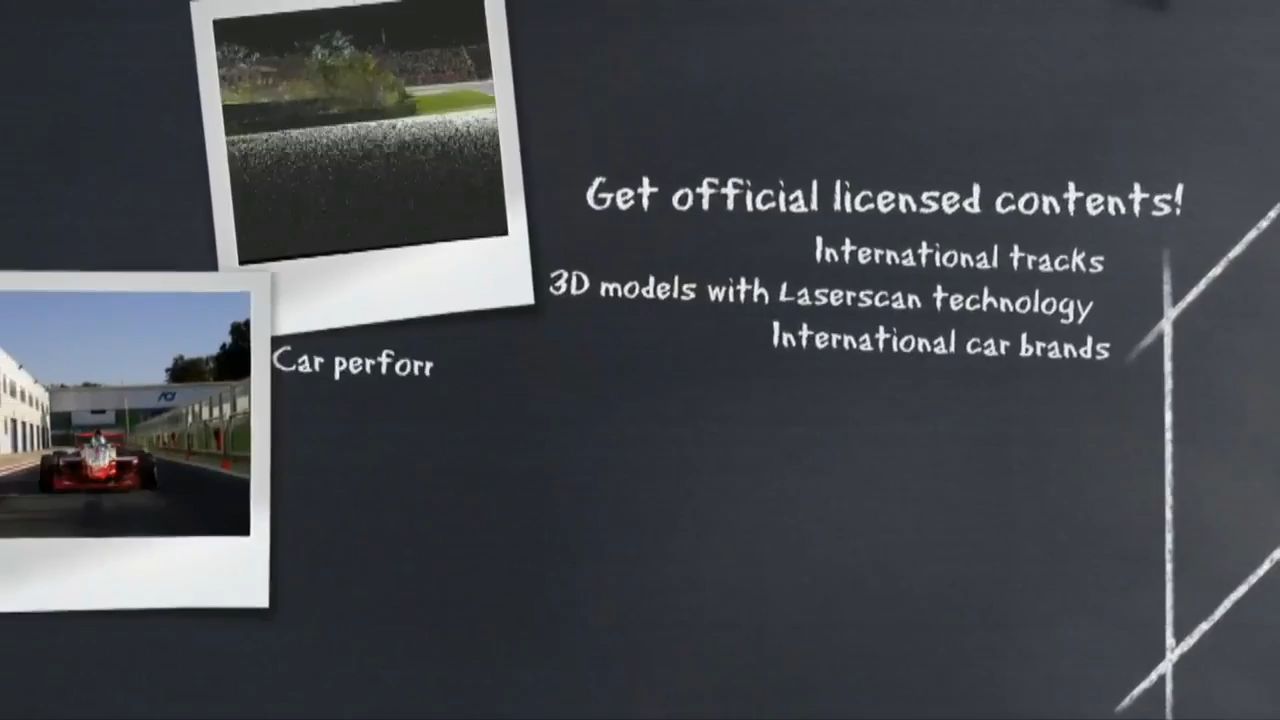 Get official licensed contents!
International tracks
3D models with Laserscan technology
International car brands
Car perforr